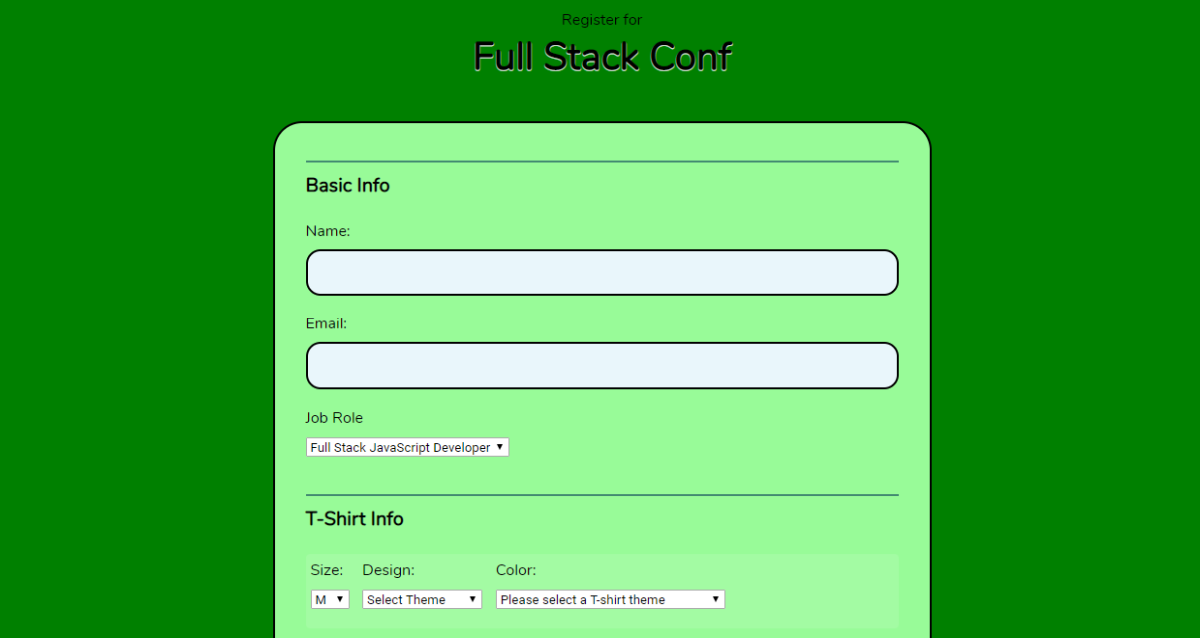 Register for
Full Stack Conf
Basic Info
Name:
Email:
Job Role
Full Stack JavaScript Developer
T-Shirt Info
Size: Design: Color:
M Select Theme Please select a T-shirt theme